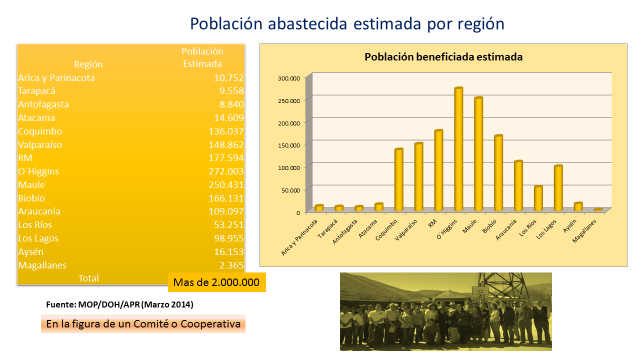 Población abastecida estimada por región
Población
Región Estimada
Arica y Parinacota 10.752
Tarapacá 9.558
Antofagasta 8.840
Atacama 14.609
Coquimbo 136.037
Valparaiso 148.862
RM 177,594
O´Higgins 272.003
Maule 250,431
Biobio 166.131
Araucanía 109,097
Los Ríos 53.251
Los Lagos 98,955
Aysén 16.153
Magallanes 2.365
Total Mas de 2.000.000
Fuente: MOP/DOH/APR (Marzo 2014)
En la figura de un Comité o Cooperativa
Población beneficiada estimada
300.000
250.000
200.000
150.000
100.000
50.000
0
Arica y Parinacota
Tarapacá
Antofagasta
Atacama
Coquimbo
Valparaiso
RM
O´Higgins
Maule
Biobio
Araucanía
Los Ríos
Los Lagos
Aysén
Magallanes